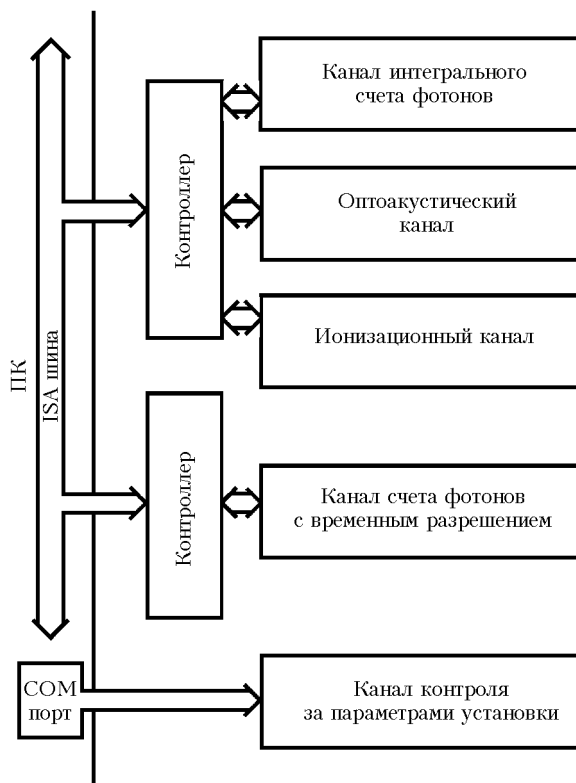 ПК
ISA шина
Контроллер
Канал интегрального
счета фотонов
Оптоакустический
канал
Ионизационный канал
Контроллер
Канал счета фотонов
с временным разрешением
COM
порт
Канал контроля
за параметрами установки